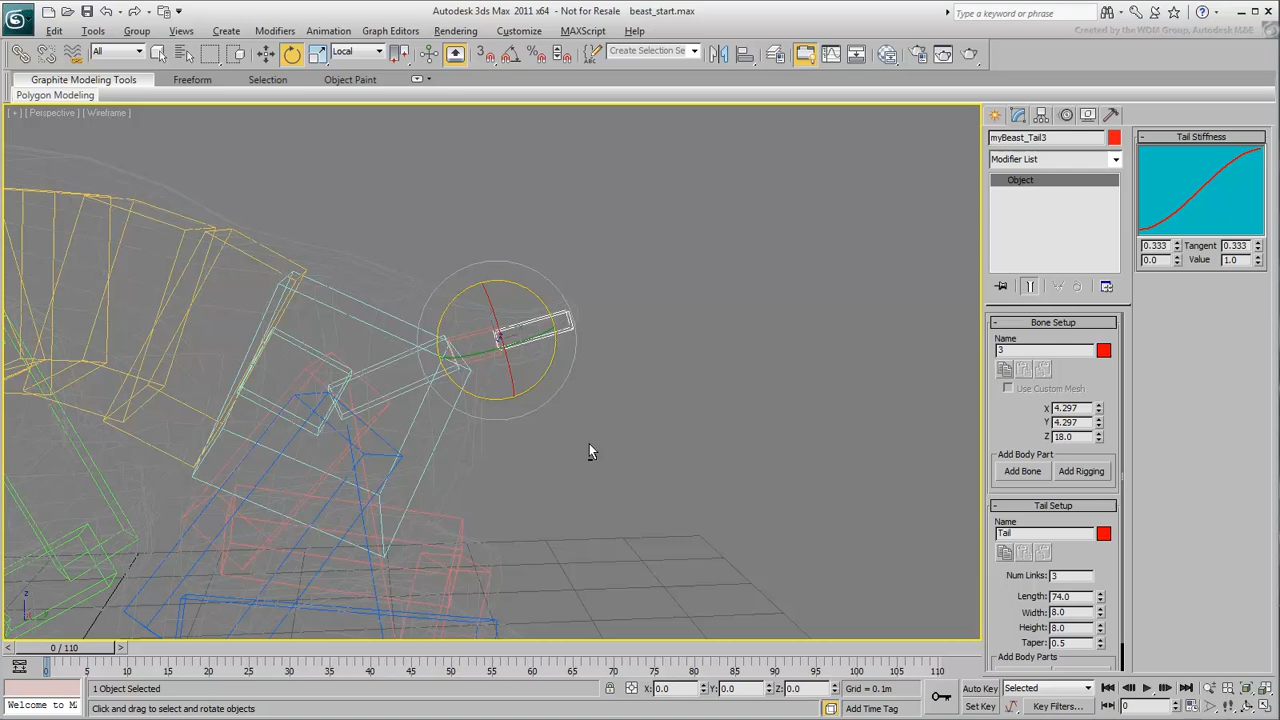 Autodesk 3ds Max 2011 x64 - Not for Resale beast_start.max
Type a keyword or phrase
Edit Tools Group Views Create Modifiers Animation Graph Editors Rendering Customize MAXScript Help
Created by the WOM Group, Autodesk M&E
All
Local
3
Create Selection Se
Graphite Modeling Tools Freeform Selection Object Paint
Polygon Modeling
[ + ] [ Perspective ] [ Wireframe ]
myBeast_Tail3
Modifier List
Object
Tail Stiffness
0.333 Tangent 0.333
0.0 Value 1.0
- Bone Setup
Name
3
Use Custom Mesh
X 4.297
Y 4.297
Z 18.0
Add Body Part
Add Bone Add Rigging
- Tail Setup
Name
Tail
Num Links: 3
Length: 74.0
Width: 8.0
Height: 8.0
Taper: 0.5
Add Body Parts
z
< 0 / 110 >
0 5 10 15 20 25 30 35 40 45 50 55 60 65 70 75 80 85 90 95 100 105 110
1 Object Selected
X: 0.0 Y: 0.0 Z: 0.0
Grid = 0.1m
Auto Key Selected
Welcome to M
Click and drag to select and rotate objects
Add Time Tag
Set Key Key Filters...
0